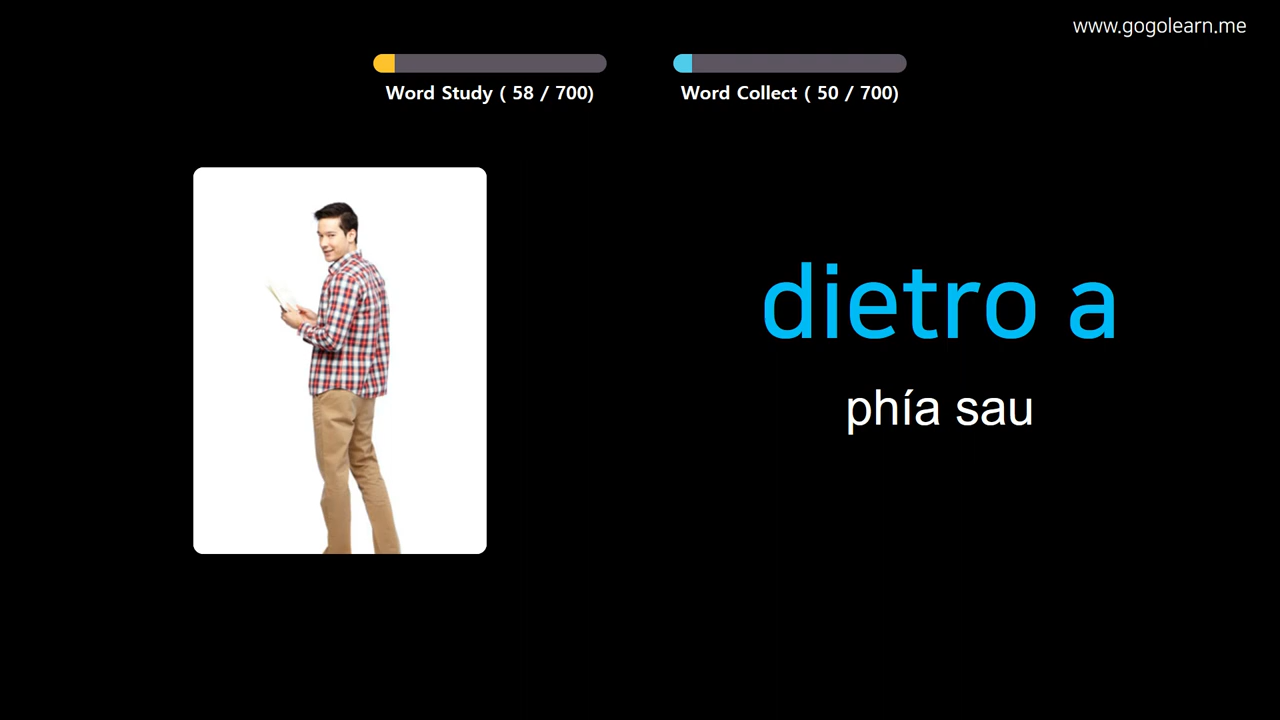 www.gogolearn.me
Word Study ( 58 / 700)
Word Collect ( 50 / 700)
dietro a
phía sau